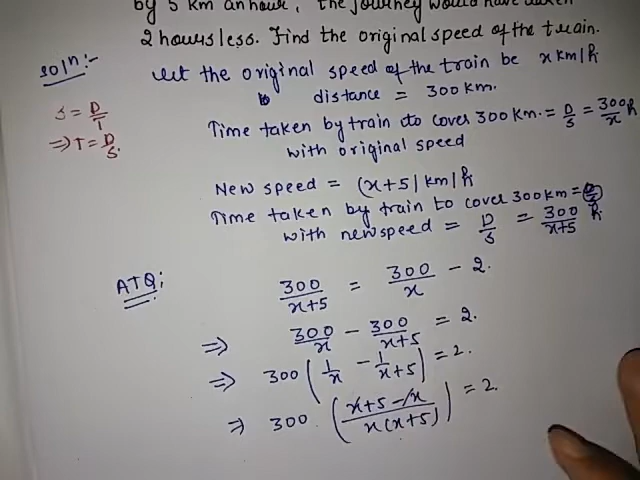 by 5 km an hour, the journey would have taken
2 hours less. Find the original speed of the train.
Solⁿ:-
Let the original speed of the train be x km/h
distance = 300 km.
S = D/T
⇒ T = D/S.
Time taken by train to cover 300 km. = D/S = 300/x h
with original speed
New speed = (x+5) km/h
Time taken by train to cover 300 km =
with new speed = D/S = 300/x+5 h
ATQ;
300/x+5 = 300/x - 2.
⇒ 300/x - 300/x+5 = 2.
⇒ 300 (1/x - 1/x+5) = 2.
⇒ 300 (x+5-x/x(x+5)) = 2.